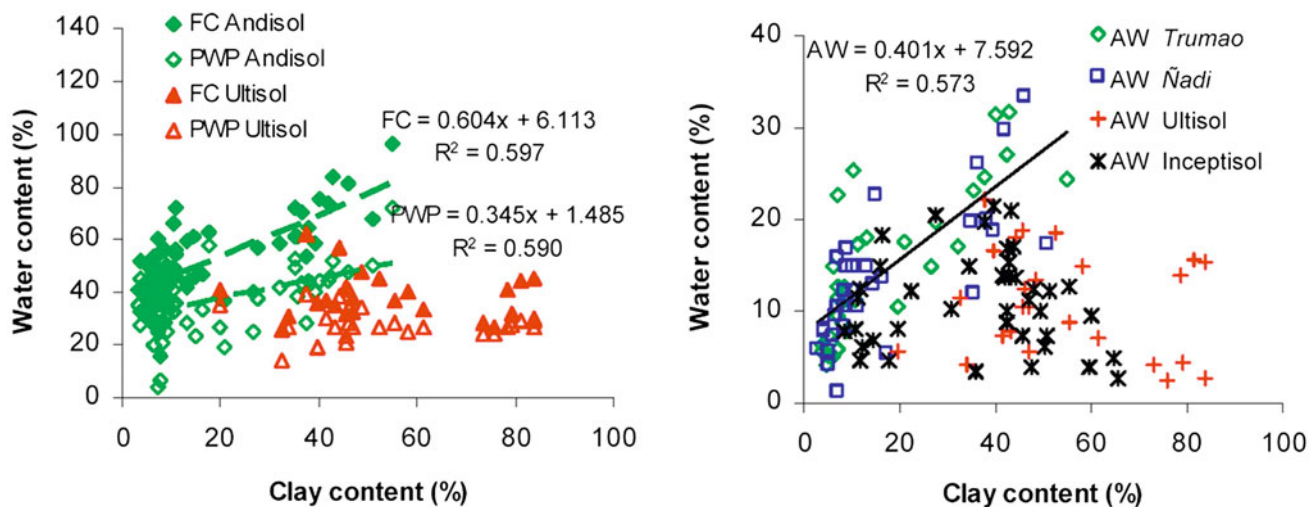 140
120
100
80
60
40
20
0
Water content (%)
FC Andisol
PWP Andisol
FC Ultisol
PWP Ultisol
FC = 0.604x + 6.113
R² = 0.597
PWP = 0.345x + 1.485
R² = 0.590
0 20 40 60 80 100
Clay content (%)
40
30
20
10
0
Water content (%)
AW = 0.401x + 7.592
R² = 0.573
AW Trumao
AW Ñadi
AW Ultisol
AW Inceptisol
0 20 40 60 80 100
Clay content (%)